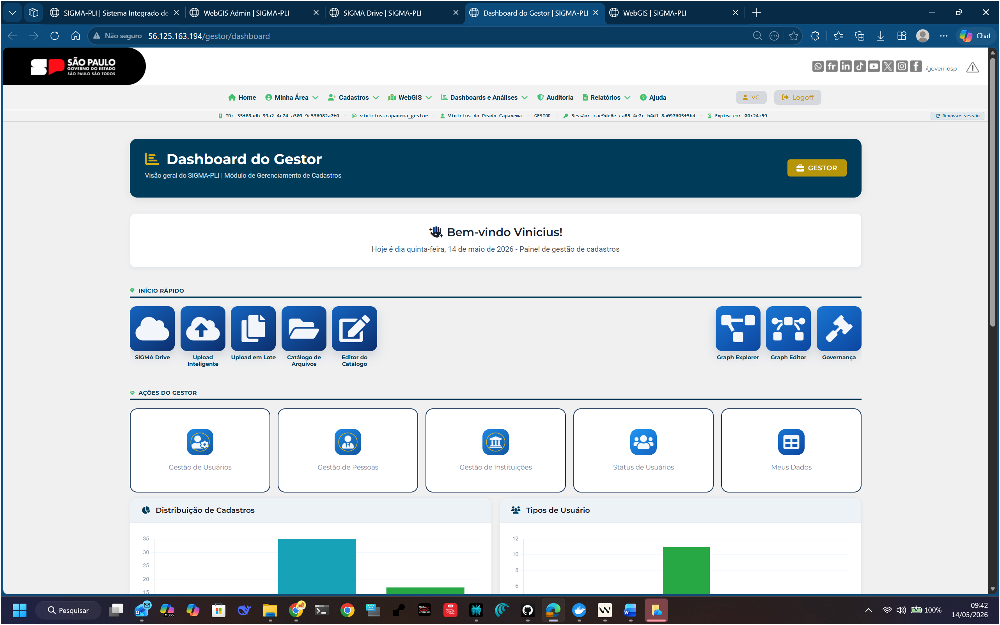 SIGMA-PLI | Sistema Integrado de
WebGIS Admin | SIGMA-PLI
SIGMA Drive | SIGMA-PLI
Dashboard do Gestor | SIGMA-PLI
WebGIS | SIGMA-PLI
Não seguro 56.125.163.194/gestor/dashboard
Chat
SÃO PAULO
GOVERNO DO ESTADO
SÃO PAULO SÃO TODOS
/governosp
Home Minha Área Cadastros WebGIS Dashboards e Análises Auditoria Relatórios Ajuda
VC Logoff
ID: 35f89adb-99a2-4c74-a309-9c536982a7f0 · @ vinicius.capanema_gestor · Vinicius do Prado Capanema · GESTOR | Sessão: cae9de6e-ca85-4e2c-b4d1-8a097605f5bd · Expira em: 00:24:59
Renovar sessão
Dashboard do Gestor
Visão geral do SIGMA-PLI | Módulo de Gerenciamento de Cadastros
GESTOR
Bem-vindo Vinicius!
Hoje é dia quinta-feira, 14 de maio de 2026 - Painel de gestão de cadastros
INÍCIO RÁPIDO
SIGMA Drive
Upload
Inteligente
Upload em Lote
Catálogo de
Arquivos
Editor do
Catálogo
Graph Explorer
Graph Editor
Governança
AÇÕES DO GESTOR
Gestão de Usuários
Gestão de Pessoas
Gestão de Instituições
Status de Usuários
Meus Dados
Distribuição de Cadastros
35
30
25
20
15
Tipos de Usuário
12
10
8
6
Pesquisar
M365
Minha
Claro
empresas
100%
09:42
14/05/2026